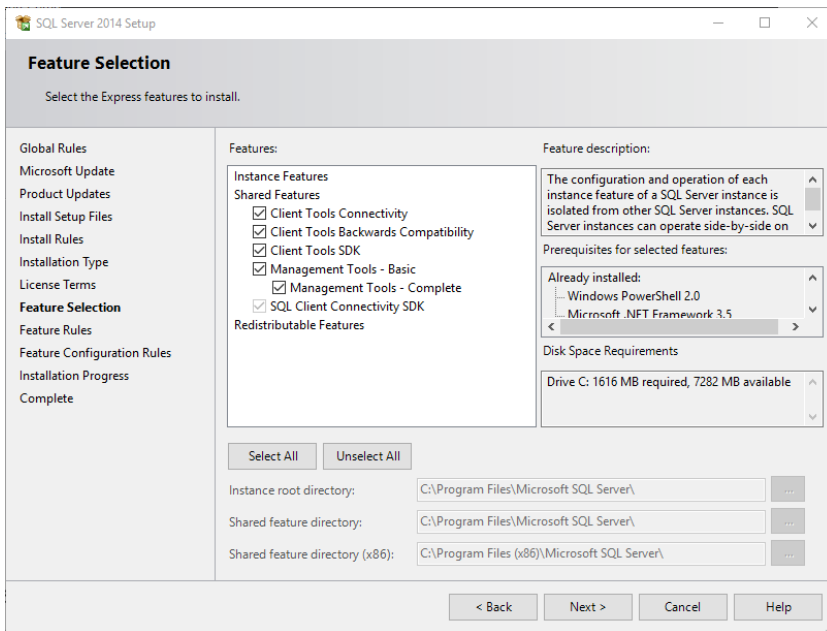 SQL Server 2014 Setup
Feature Selection
Select the Express features to install.
Global Rules
Microsoft Update
Product Updates
Install Setup Files
Install Rules
Installation Type
License Terms
Feature Selection
Feature Rules
Feature Configuration Rules
Installation Progress
Complete
Features:
Instance Features
Shared Features
Client Tools Connectivity
Client Tools Backwards Compatibility
Client Tools SDK
Management Tools - Basic
Management Tools - Complete
SQL Client Connectivity SDK
Redistributable Features
Feature description:
The configuration and operation of each
instance feature of a SQL Server instance is
isolated from other SQL Server instances. SQL
Server instances can operate side-by-side on
Prerequisites for selected features:
Already installed:
Windows PowerShell 2.0
Microsoft .NET Framework 3.5
Disk Space Requirements
Drive C: 1616 MB required, 7282 MB available
Select All
Unselect All
Instance root directory:
C:\Program Files\Microsoft SQL Server\
...
Shared feature directory:
C:\Program Files\Microsoft SQL Server\
...
Shared feature directory (x86):
C:\Program Files (x86)\Microsoft SQL Server\
...
< Back
Next >
Cancel
Help